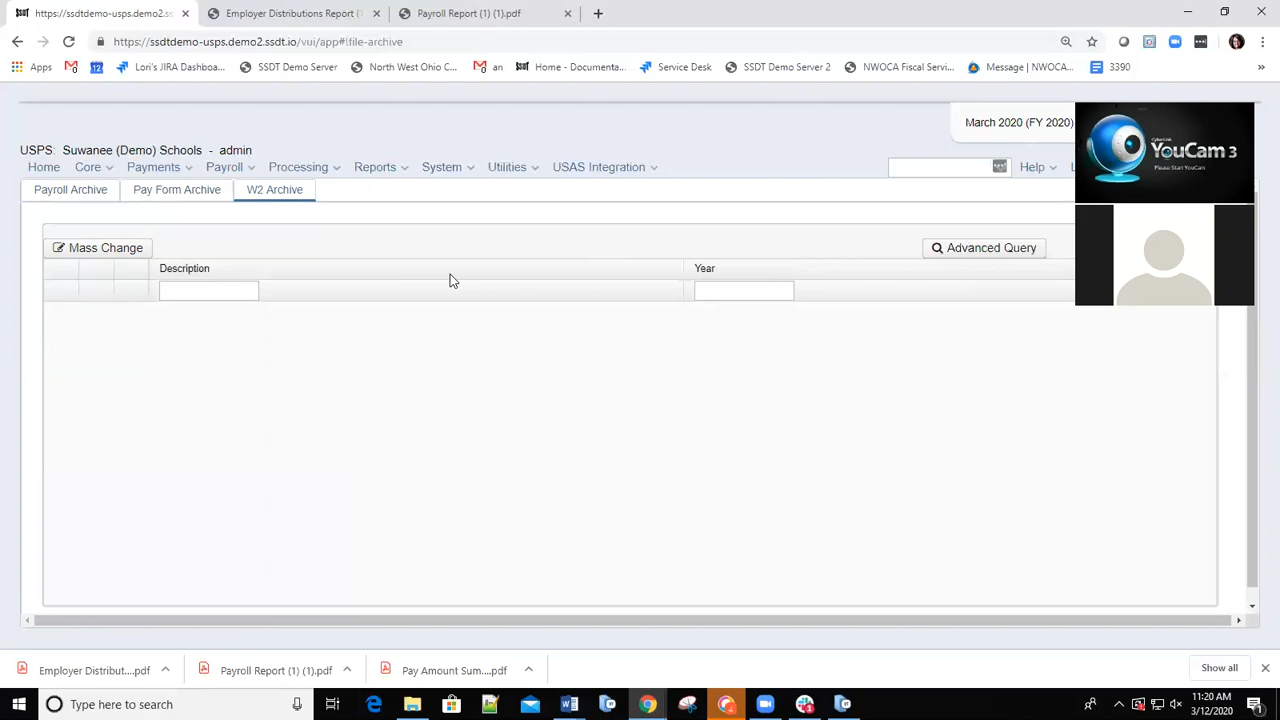 https://ssdtdemo-usps.demo2.ss
Employer Distributions Report (
Payroll Report (1) (1).pdf
https://ssdtdemo-usps.demo2.ssdt.io/vui/app#!file-archive
Apps
12
Lori's JIRA Dashboa...
SSDT Demo Server
North West Ohio C...
an
Home - Documenta...
Service Desk
SSDT Demo Server 2
NWOCA Fiscal Servi...
Message | NWOCA...
3390
March 2020 (FY 2020)
USPS: Suwanee (Demo) Schools - admin
Home Core Payments Payroll Processing Reports System Utilities USAS Integration Help
Payroll Archive Pay Form Archive W2 Archive
Mass Change
Advanced Query
Description Year
CyberLink
YouCam 3
Please Start YouCam
Employer Distribut....pdf
Payroll Report (1) (1).pdf
Pay Amount Sum....pdf
Show all
Type here to search
11:20 AM
3/12/2020